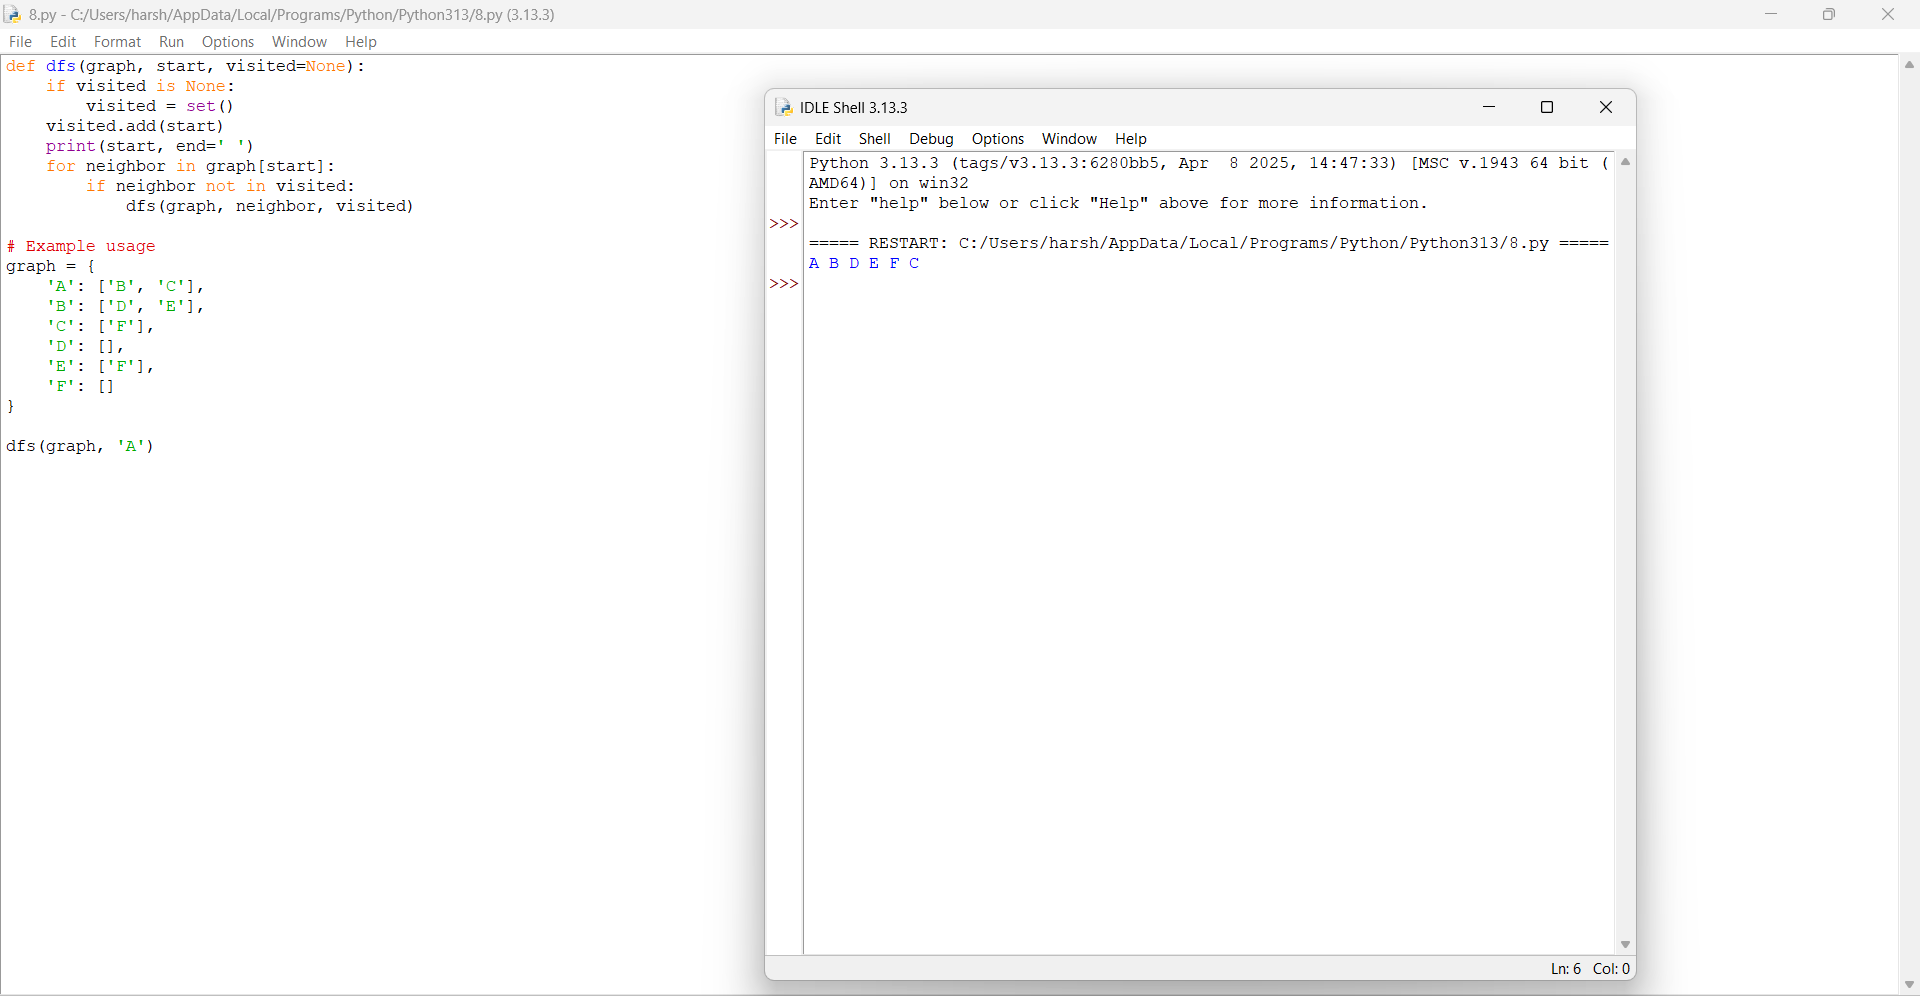 8.py - C:/Users/harsh/AppData/Local/Programs/Python/Python313/8.py (3.13.3)
File Edit Format Run Options Window Help
def dfs(graph, start, visited=None):
    if visited is None:
        visited = set()
    visited.add(start)
    print(start, end=' ')
    for neighbor in graph[start]:
        if neighbor not in visited:
            dfs(graph, neighbor, visited)

# Example usage
graph = {
    'A': ['B', 'C'],
    'B': ['D', 'E'],
    'C': ['F'],
    'D': [],
    'E': ['F'],
    'F': []
}

dfs(graph, 'A')
IDLE Shell 3.13.3
File Edit Shell Debug Options Window Help
Python 3.13.3 (tags/v3.13.3:6280bb5, Apr  8 2025, 14:47:33) [MSC v.1943 64 bit (
AMD64)] on win32
Enter "help" below or click "Help" above for more information.
>>>
===== RESTART: C:/Users/harsh/AppData/Local/Programs/Python/Python313/8.py =====
A B D E F C
>>>
Ln: 6 Col: 0